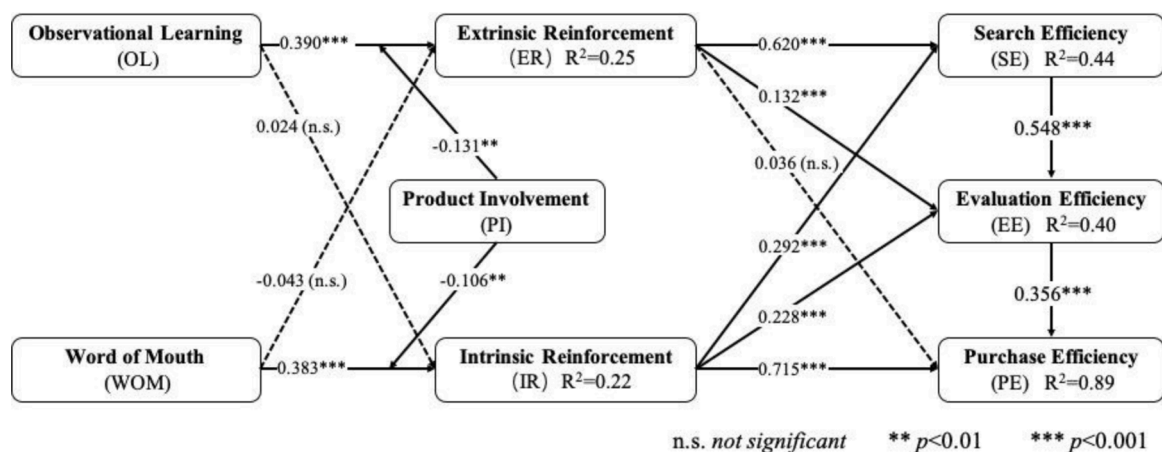 Observational Learning
(OL)
0.390***
Extrinsic Reinforcement
(ER) R²=0.25
0.620***
Search Efficiency
(SE) R²=0.44
0.132***
0.024 (n.s.)
-0.131**
0.548***
0.036 (n.s.)
Product Involvement
(PI)
Evaluation Efficiency
(EE) R²=0.40
0.292***
-0.043 (n.s.)
-0.106**
0.356***
0.228***
Word of Mouth
(WOM)
0.383***
Intrinsic Reinforcement
(IR) R²=0.22
0.715***
Purchase Efficiency
(PE) R²=0.89
n.s. not significant ** p<0.01 *** p<0.001